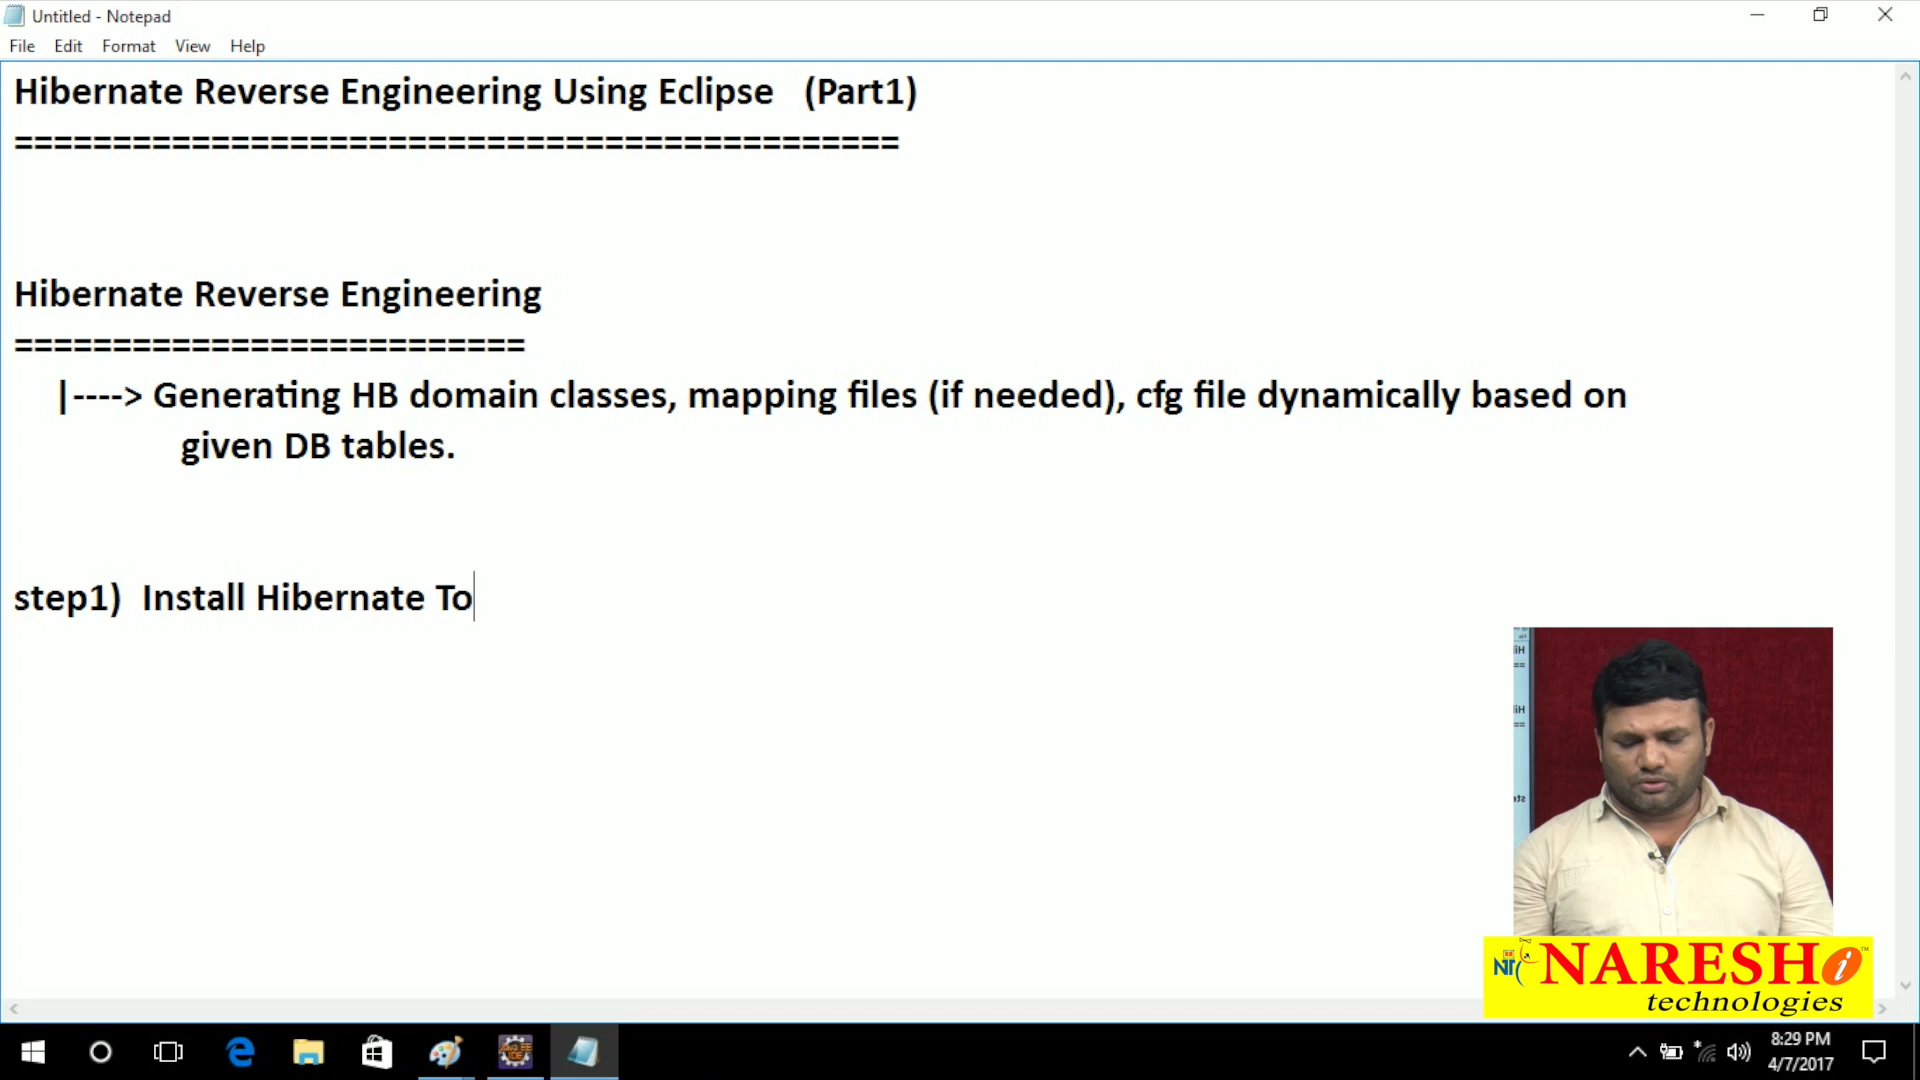 Untitled - Notepad
File Edit Format View Help
Hibernate Reverse Engineering Using Eclipse (Part1)
=============================================
Hibernate Reverse Engineering
==========================
|----> Generating HB domain classes, mapping files (if needed), cfg file dynamically based on
given DB tables.
step1) Install Hibernate To
NARESH i ™
technologies
8:29 PM
4/7/2017